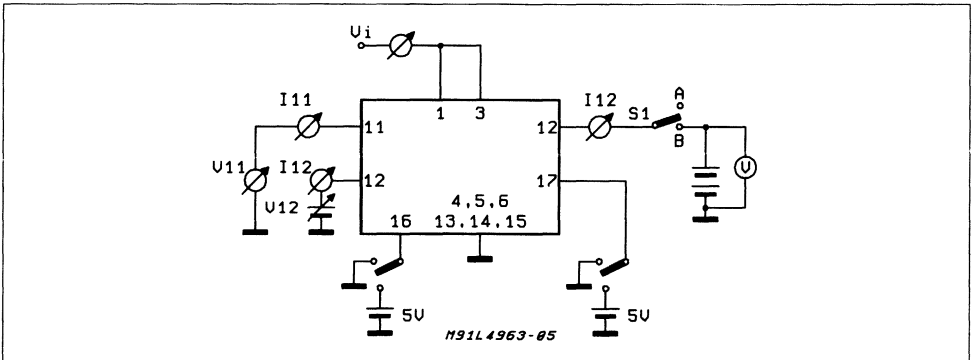 Vi
I11
I12
S1
A
B
1 3
11
12
V11
I12
12
17
V
V12
4,5,6
16
13,14,15
5V
5V
M91L4963-05